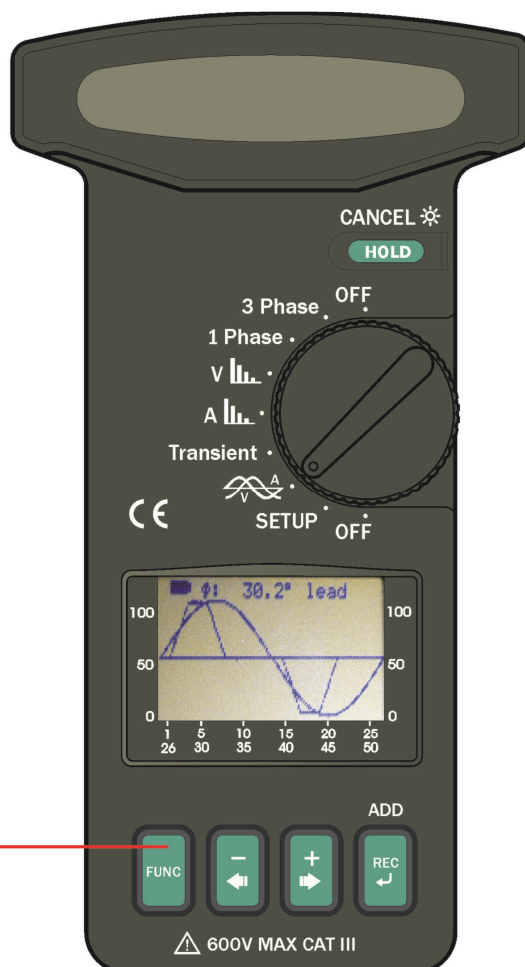 CANCEL
HOLD
OFF
3 Phase
1 Phase
V
A
Transient
A
V
SETUP
OFF
CE
φ: 30.2° lead
100 100
50 50
0 0
1 5 10 15 20 25
26 30 35 40 45 50
ADD
FUNC - + REC
600V MAX CAT III